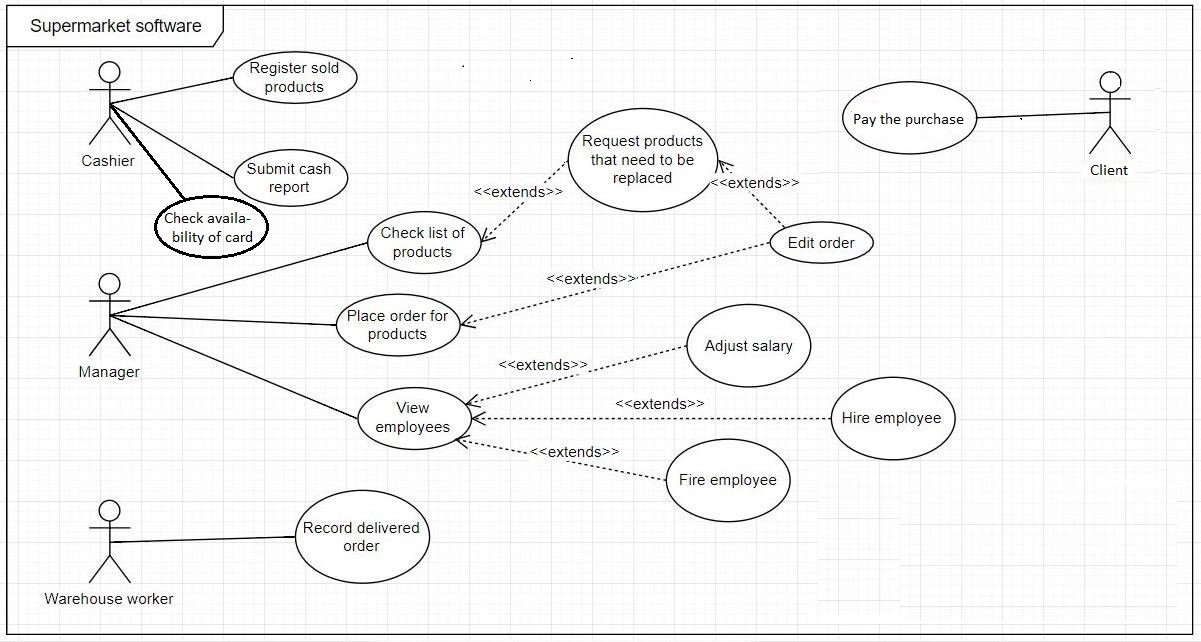 Supermarket software
Register sold
products
Cashier
Submit cash
report
Check availa-
bility of card
Request products
that need to be
replaced
Pay the purchase
Client
<<extends>>
<<extends>>
Check list of
products
Edit order
<<extends>>
Place order for
products
Manager
Adjust salary
<<extends>>
<<extends>>
View
employees
Hire employee
<<extends>>
Fire employee
Record delivered
order
Warehouse worker